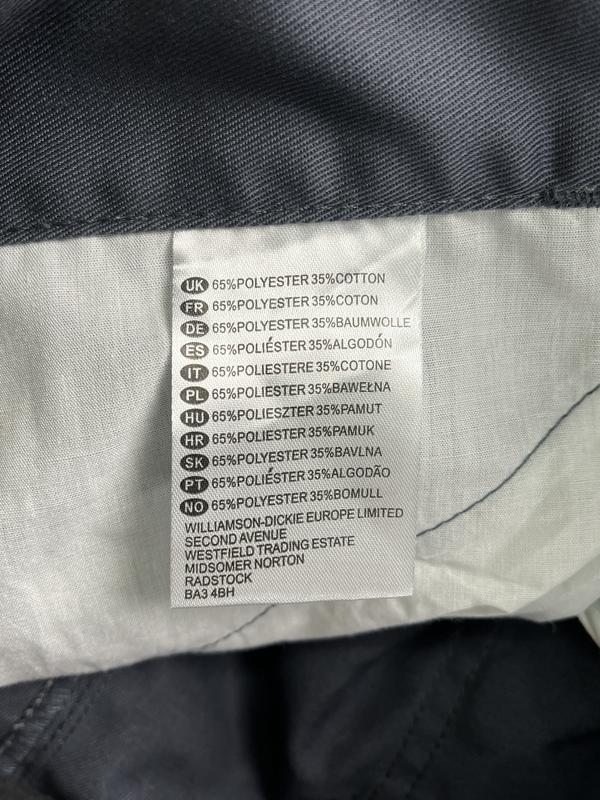 UK 65%POLYESTER 35%COTTON
FR 65%POLYESTER 35%COTON
DE 65%POLYESTER 35%BAUMWOLLE
ES 65%POLIÉSTER 35%ALGODÓN
IT 65%POLIESTERE 35%COTONE
PL 65%POLIESTER 35%BAWEŁNA
HU 65%POLIESZTER 35%PAMUT
HR 65%POLIESTER 35%PAMUK
SK 65%POLYESTER 35%BAVLNA
PT 65%POLIÉSTER 35%ALGODÃO
NO 65%POLYESTER 35%BOMULL
WILLIAMSON-DICKIE EUROPE LIMITED
SECOND AVENUE
WESTFIELD TRADING ESTATE
MIDSOMER NORTON
RADSTOCK
BA3 4BH